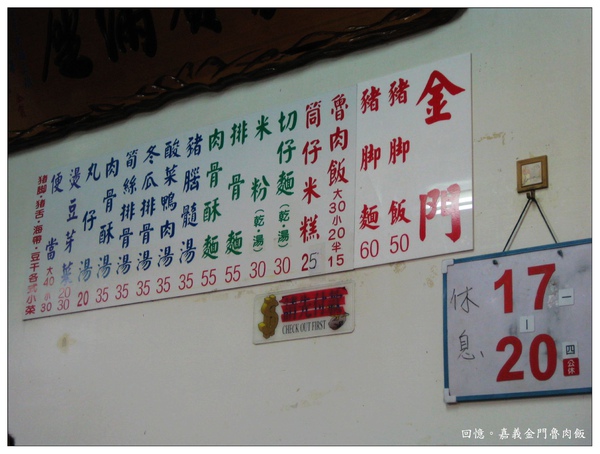 金門
豬腳飯 50
豬腳麵 60
魯肉飯 大30小20半15
筒仔米糕 25
切仔麵(乾·湯) 30
米粉(乾·湯) 30
排骨麵 55
肉骨酥麵 55
豬腦髓湯 35
酸菜鴨肉湯 35
冬瓜排骨湯 35
筍絲排骨湯 35
肉骨酥湯 35
丸仔湯 20
燙豆芽菜 20 30
便當 大40 小30
豬腳·豬舌·海帶·豆干各式小菜
CHECK OUT FIRST
休息
17 一
|
20 四 公休
回憶。嘉義金門魯肉飯